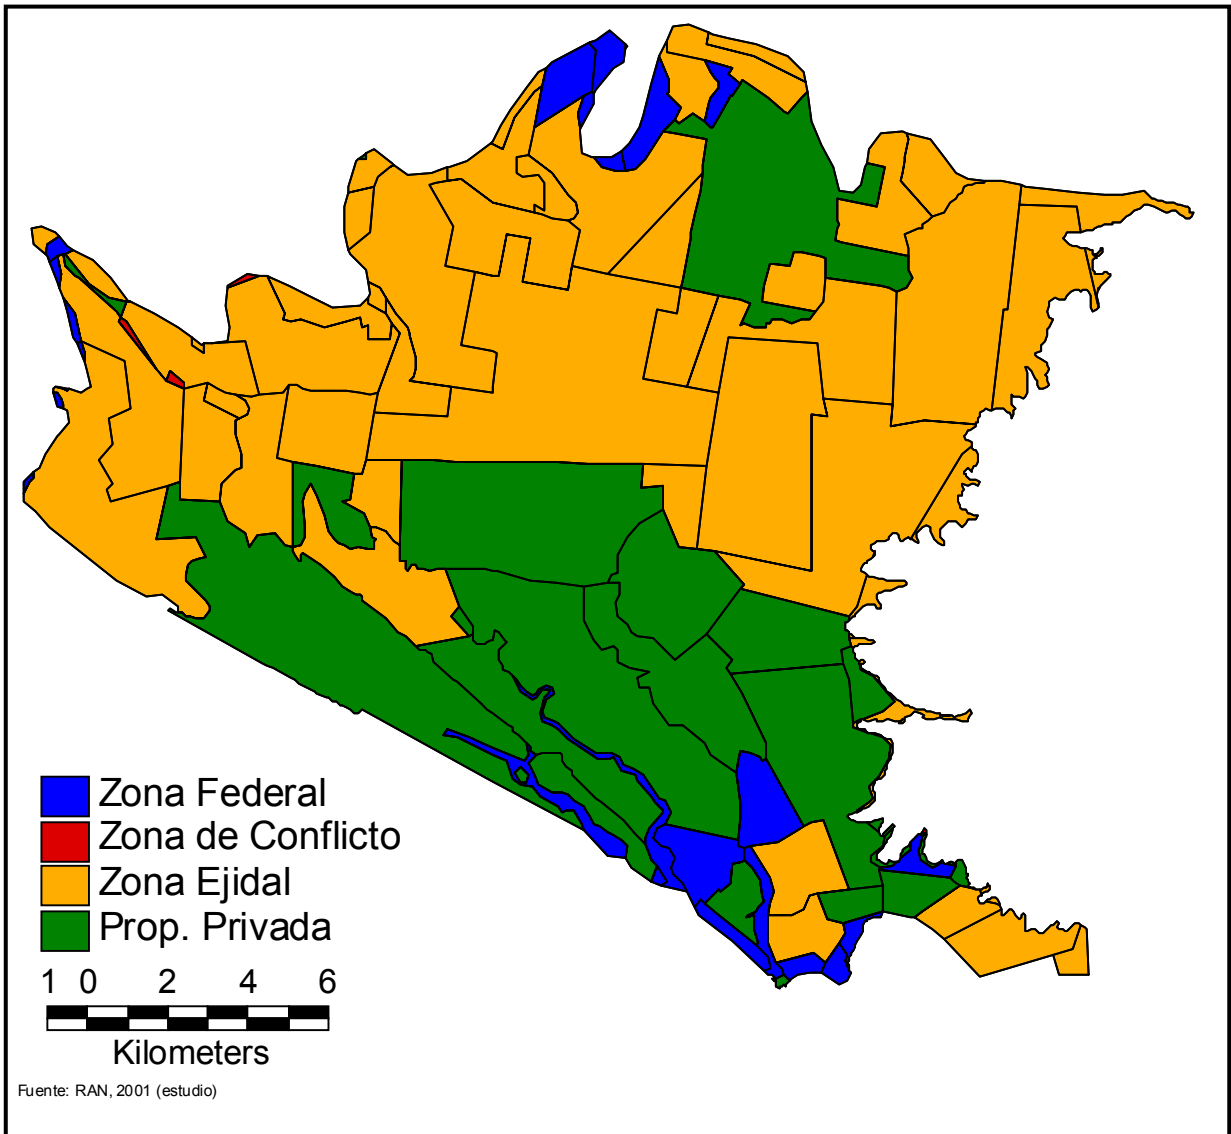 Zona Federal
Zona de Conflicto
Zona Ejidal
Prop. Privada
1 0 2 4 6
Kilometers
Fuente: RAN, 2001 (estudio)